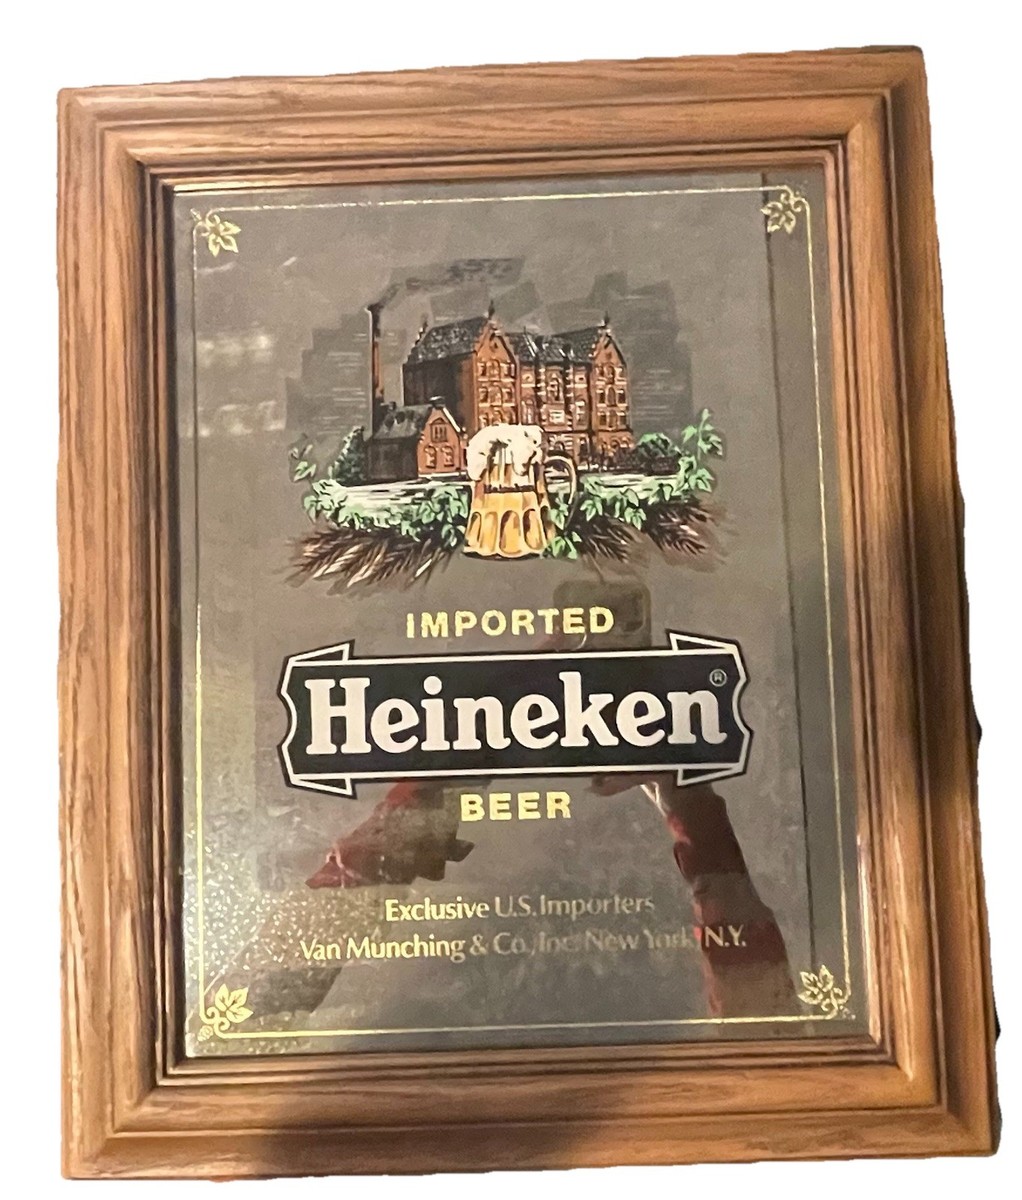 IMPORTED
Heineken®
BEER
Exclusive U.S. Importers
Van Munching & Co., Inc. New York, N.Y.